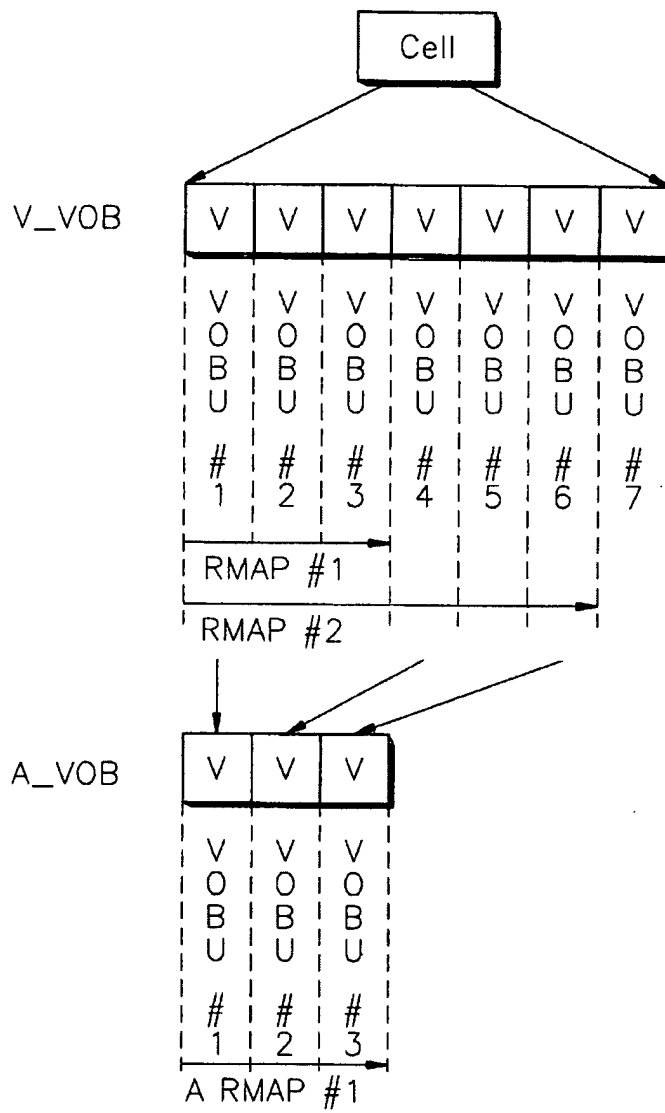 Cell
V_VOB
V V V V V V V
VOBU #1
VOBU #2
VOBU #3
VOBU #4
VOBU #5
VOBU #6
VOBU #7
RMAP #1
RMAP #2
A_VOB
V V V
VOBU #1
VOBU #2
VOBU #3
A RMAP #1